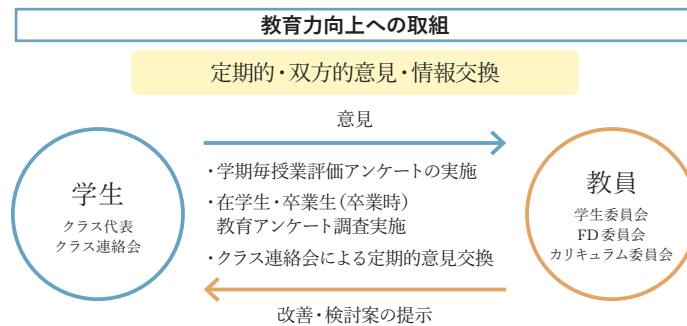 教育力向上への取組
定期的・双方的意見・情報交換
意見
学生
クラス代表
クラス連絡会
・学期毎授業評価アンケートの実施
・在学生・卒業生（卒業時）
教育アンケート調査実施
・クラス連絡会による定期的意見交換
教員
学生委員会
FD委員会
カリキュラム委員会
改善・検討案の提示